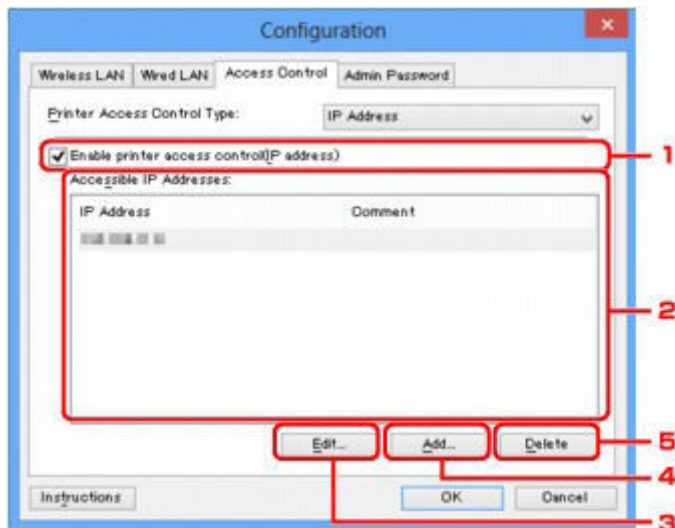 Configuration
Wireless LAN Wired LAN Access Control Admin Password
Printer Access Control Type: IP Address
Enable printer access control(IP address) 1
Accessible IP Addresses:
IP Address Comment
2
Edit... Add... Delete 5
4
Instructions OK Cancel
3